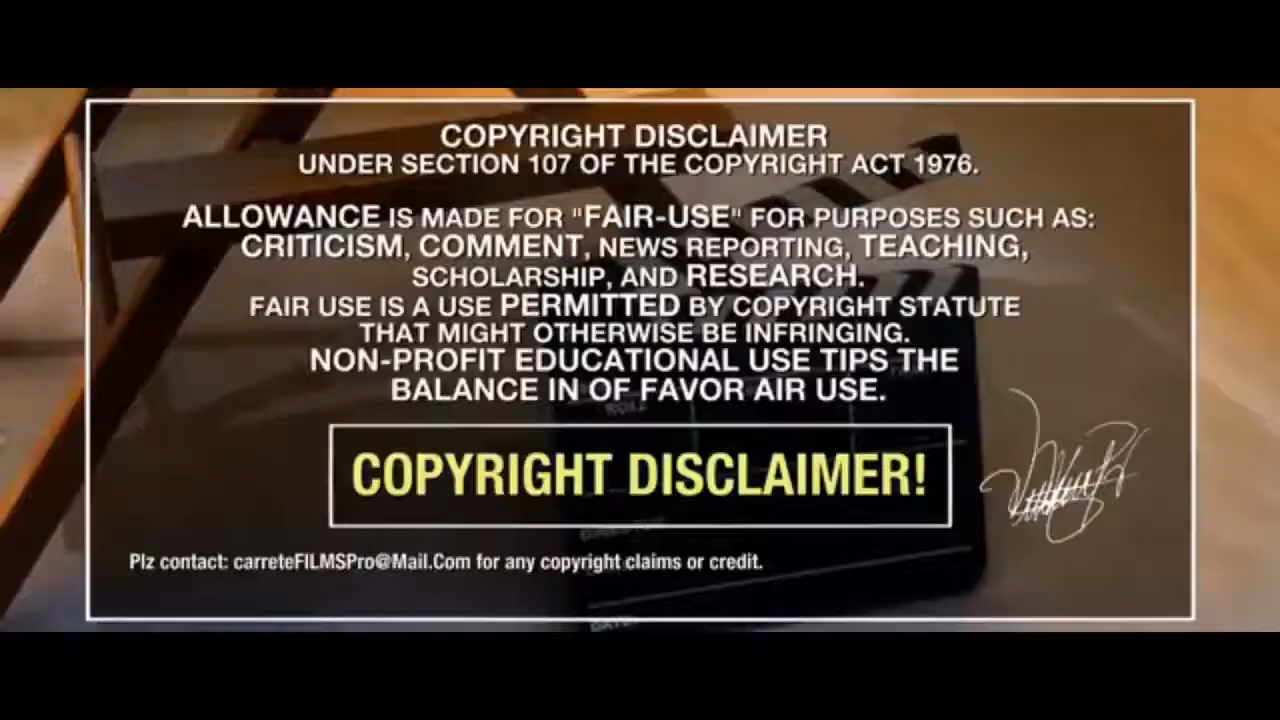 COPYRIGHT DISCLAIMER
UNDER SECTION 107 OF THE COPYRIGHT ACT 1976.
ALLOWANCE IS MADE FOR "FAIR-USE" FOR PURPOSES SUCH AS:
CRITICISM, COMMENT, NEWS REPORTING, TEACHING,
SCHOLARSHIP, AND RESEARCH.
FAIR USE IS A USE PERMITTED BY COPYRIGHT STATUTE
THAT MIGHT OTHERWISE BE INFRINGING.
NON-PROFIT EDUCATIONAL USE TIPS THE
BALANCE IN OF FAVOR AIR USE.
COPYRIGHT DISCLAIMER!
Plz contact: carreteFILMSPro@Mail.Com for any copyright claims or credit.